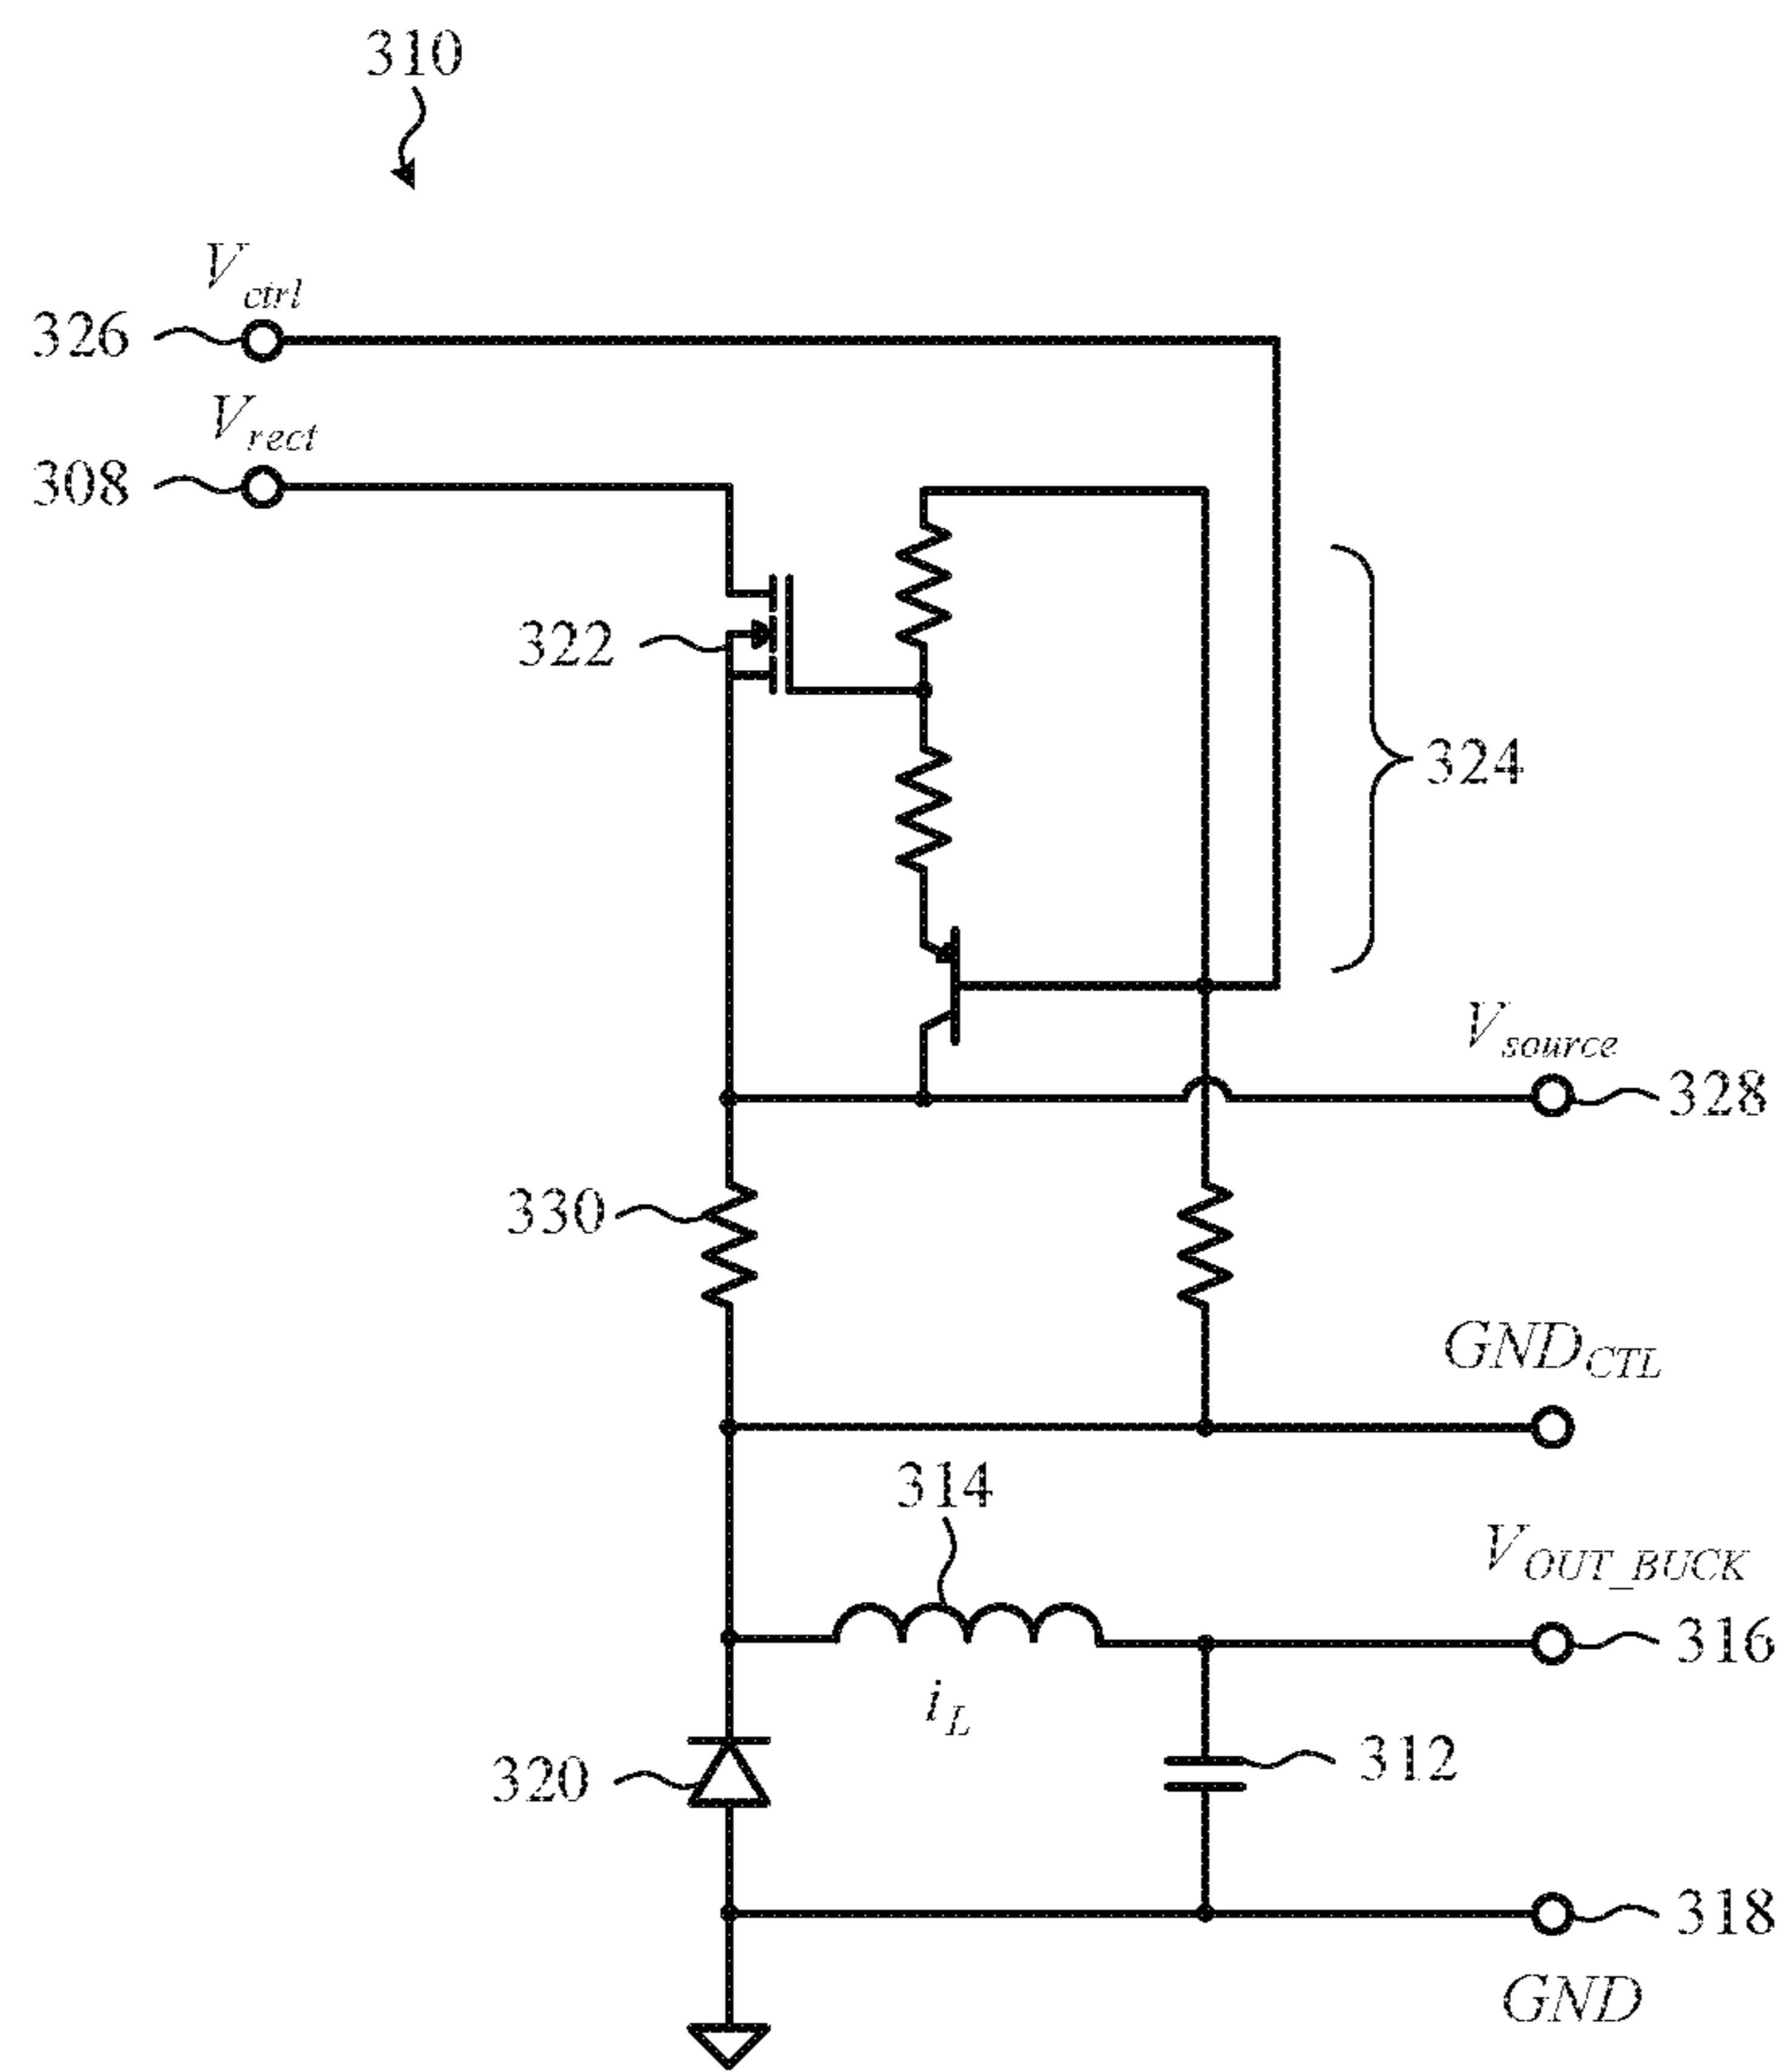 310
V_ctrl
326
V_rect
308
322
324
V_source
328
330
GND_CTL
314
V_OUT_BUCK
316
i_L
320
312
318
GND